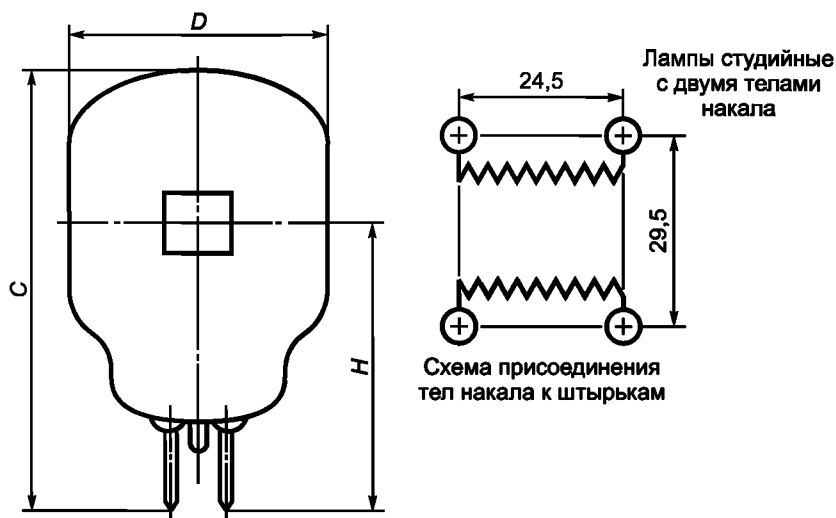 D
C
H
24,5
Лампы студийные
с двумя телами
накала
29,5
Схема присоединения
тел накала к штырькам